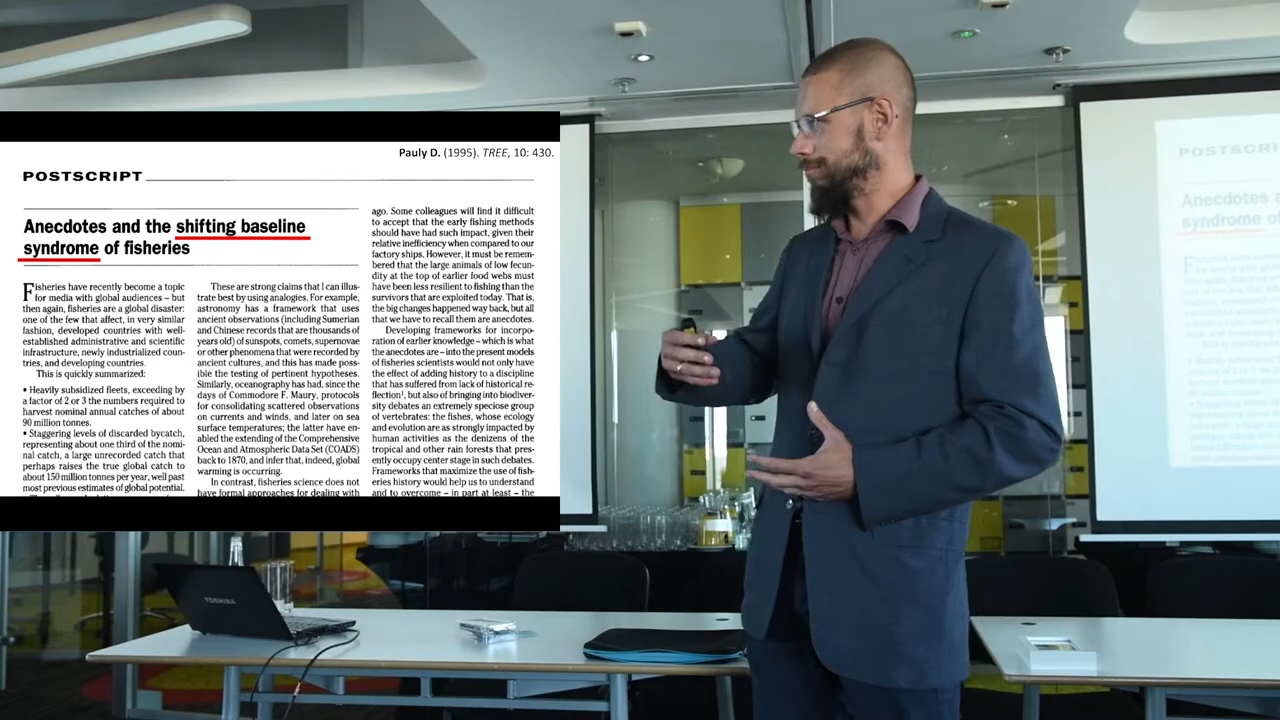 Pauly D. (1995). TREE, 10: 430.
POSTSCRIPT
Anecdotes and the shifting baseline
syndrome of fisheries
Fisheries have recently become a topic
for media with global audiences – but
then again, fisheries are a global disaster:
one of the few that affect, in very similar
fashion, developed countries with well-
established administrative and scientific
infrastructure, newly industrialized coun-
tries, and developing countries.
This is quickly summarized:
• Heavily subsidized fleets, exceeding by
a factor of 2 or 3 the numbers required to
harvest nominal annual catches of about
90 million tonnes.
• Staggering levels of discarded bycatch,
representing about one third of the nomi-
nal catch, a large unrecorded catch that
perhaps raises the true global catch to
about 150 million tonnes per year, well past
most previous estimates of global potential.
These are strong claims that I can illus-
trate best by using analogies. For example,
astronomy has a framework that uses
ancient observations (including Sumerian
and Chinese records that are thousands of
years old) of sunspots, comets, supernovae
or other phenomena that were recorded by
ancient cultures, and this has made poss-
ible the testing of pertinent hypotheses.
Similarly, oceanography has had, since the
days of Commodore F. Maury, protocols
for consolidating scattered observations
on currents and winds, and later on sea
surface temperatures; the latter have en-
abled the extending of the Comprehensive
Ocean and Atmospheric Data Set (COADS)
back to 1870, and infer that, indeed, global
warming is occurring.
In contrast, fisheries science does not
have formal approaches for dealing with
ago. Some colleagues will find it difficult
to accept that the early fishing methods
should have had such impact, given their
relative inefficiency when compared to our
factory ships. However, it must be remem-
bered that the large animals of low fecun-
dity at the top of earlier food webs must
have been less resilient to fishing than the
survivors that are exploited today. That is,
the big changes happened way back, but all
that we have to recall them are anecdotes.
Developing frameworks for incorpo-
ration of earlier knowledge – which is what
the anecdotes are – into the present models
of fisheries scientists would not only have
the effect of adding history to a discipline
that has suffered from lack of historical re-
flection¹, but also of bringing into biodiver-
sity debates an extremely speciose group
of vertebrates: the fishes, whose ecology
and evolution are as strongly impacted by
human activities as the denizens of the
tropical and other rain forests that pres-
ently occupy center stage in such debates.
Frameworks that maximize the use of fish-
eries history would help us to understand
and to overcome – in part at least – the
POSTSCR
Anecdotes a
syndrome o
TOSHIBA